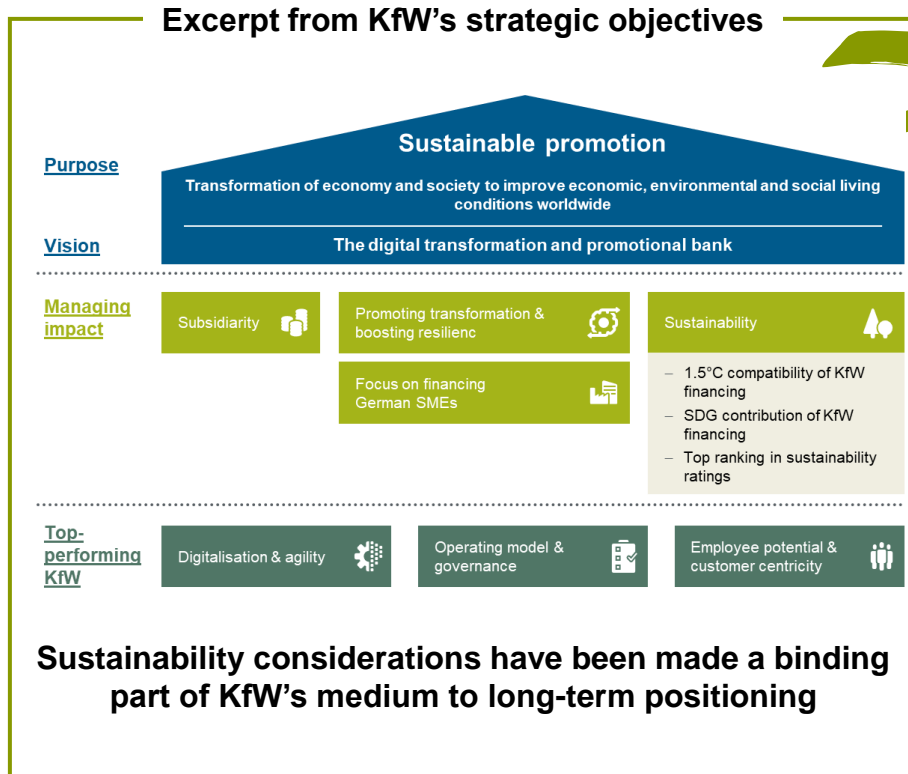 Excerpt from KfW's strategic objectives
Purpose
Sustainable promotion
Transformation of economy and society to improve economic, environmental and social living
conditions worldwide
Vision
The digital transformation and promotional bank
Managing
impact
Subsidiarity
Promoting transformation &
boosting resilienc
Sustainability
Focus on financing
German SMEs
– 1.5°C compatibility of KfW
financing
– SDG contribution of KfW
financing
– Top ranking in sustainability
ratings
Top-
performing
KfW
Digitalisation & agility
Operating model &
governance
Employee potential &
customer centricity
Sustainability considerations have been made a binding
part of KfW's medium to long-term positioning